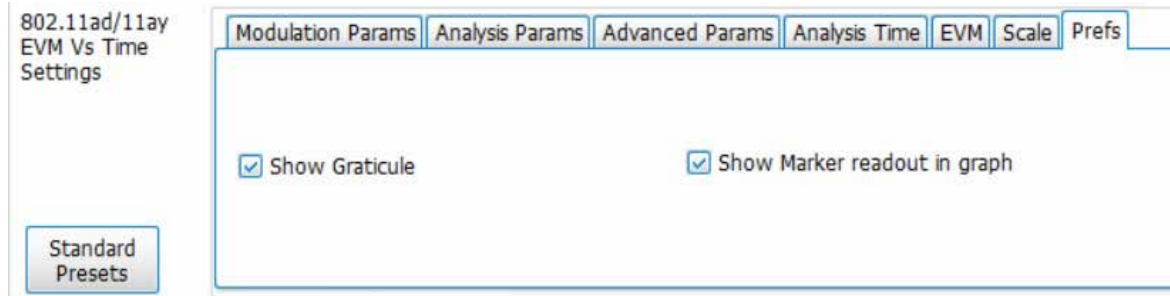 802.11ad/11ay
EVM Vs Time
Settings
Modulation Params Analysis Params Advanced Params Analysis Time EVM Scale Prefs
Show Graticule Show Marker readout in graph
Standard
Presets